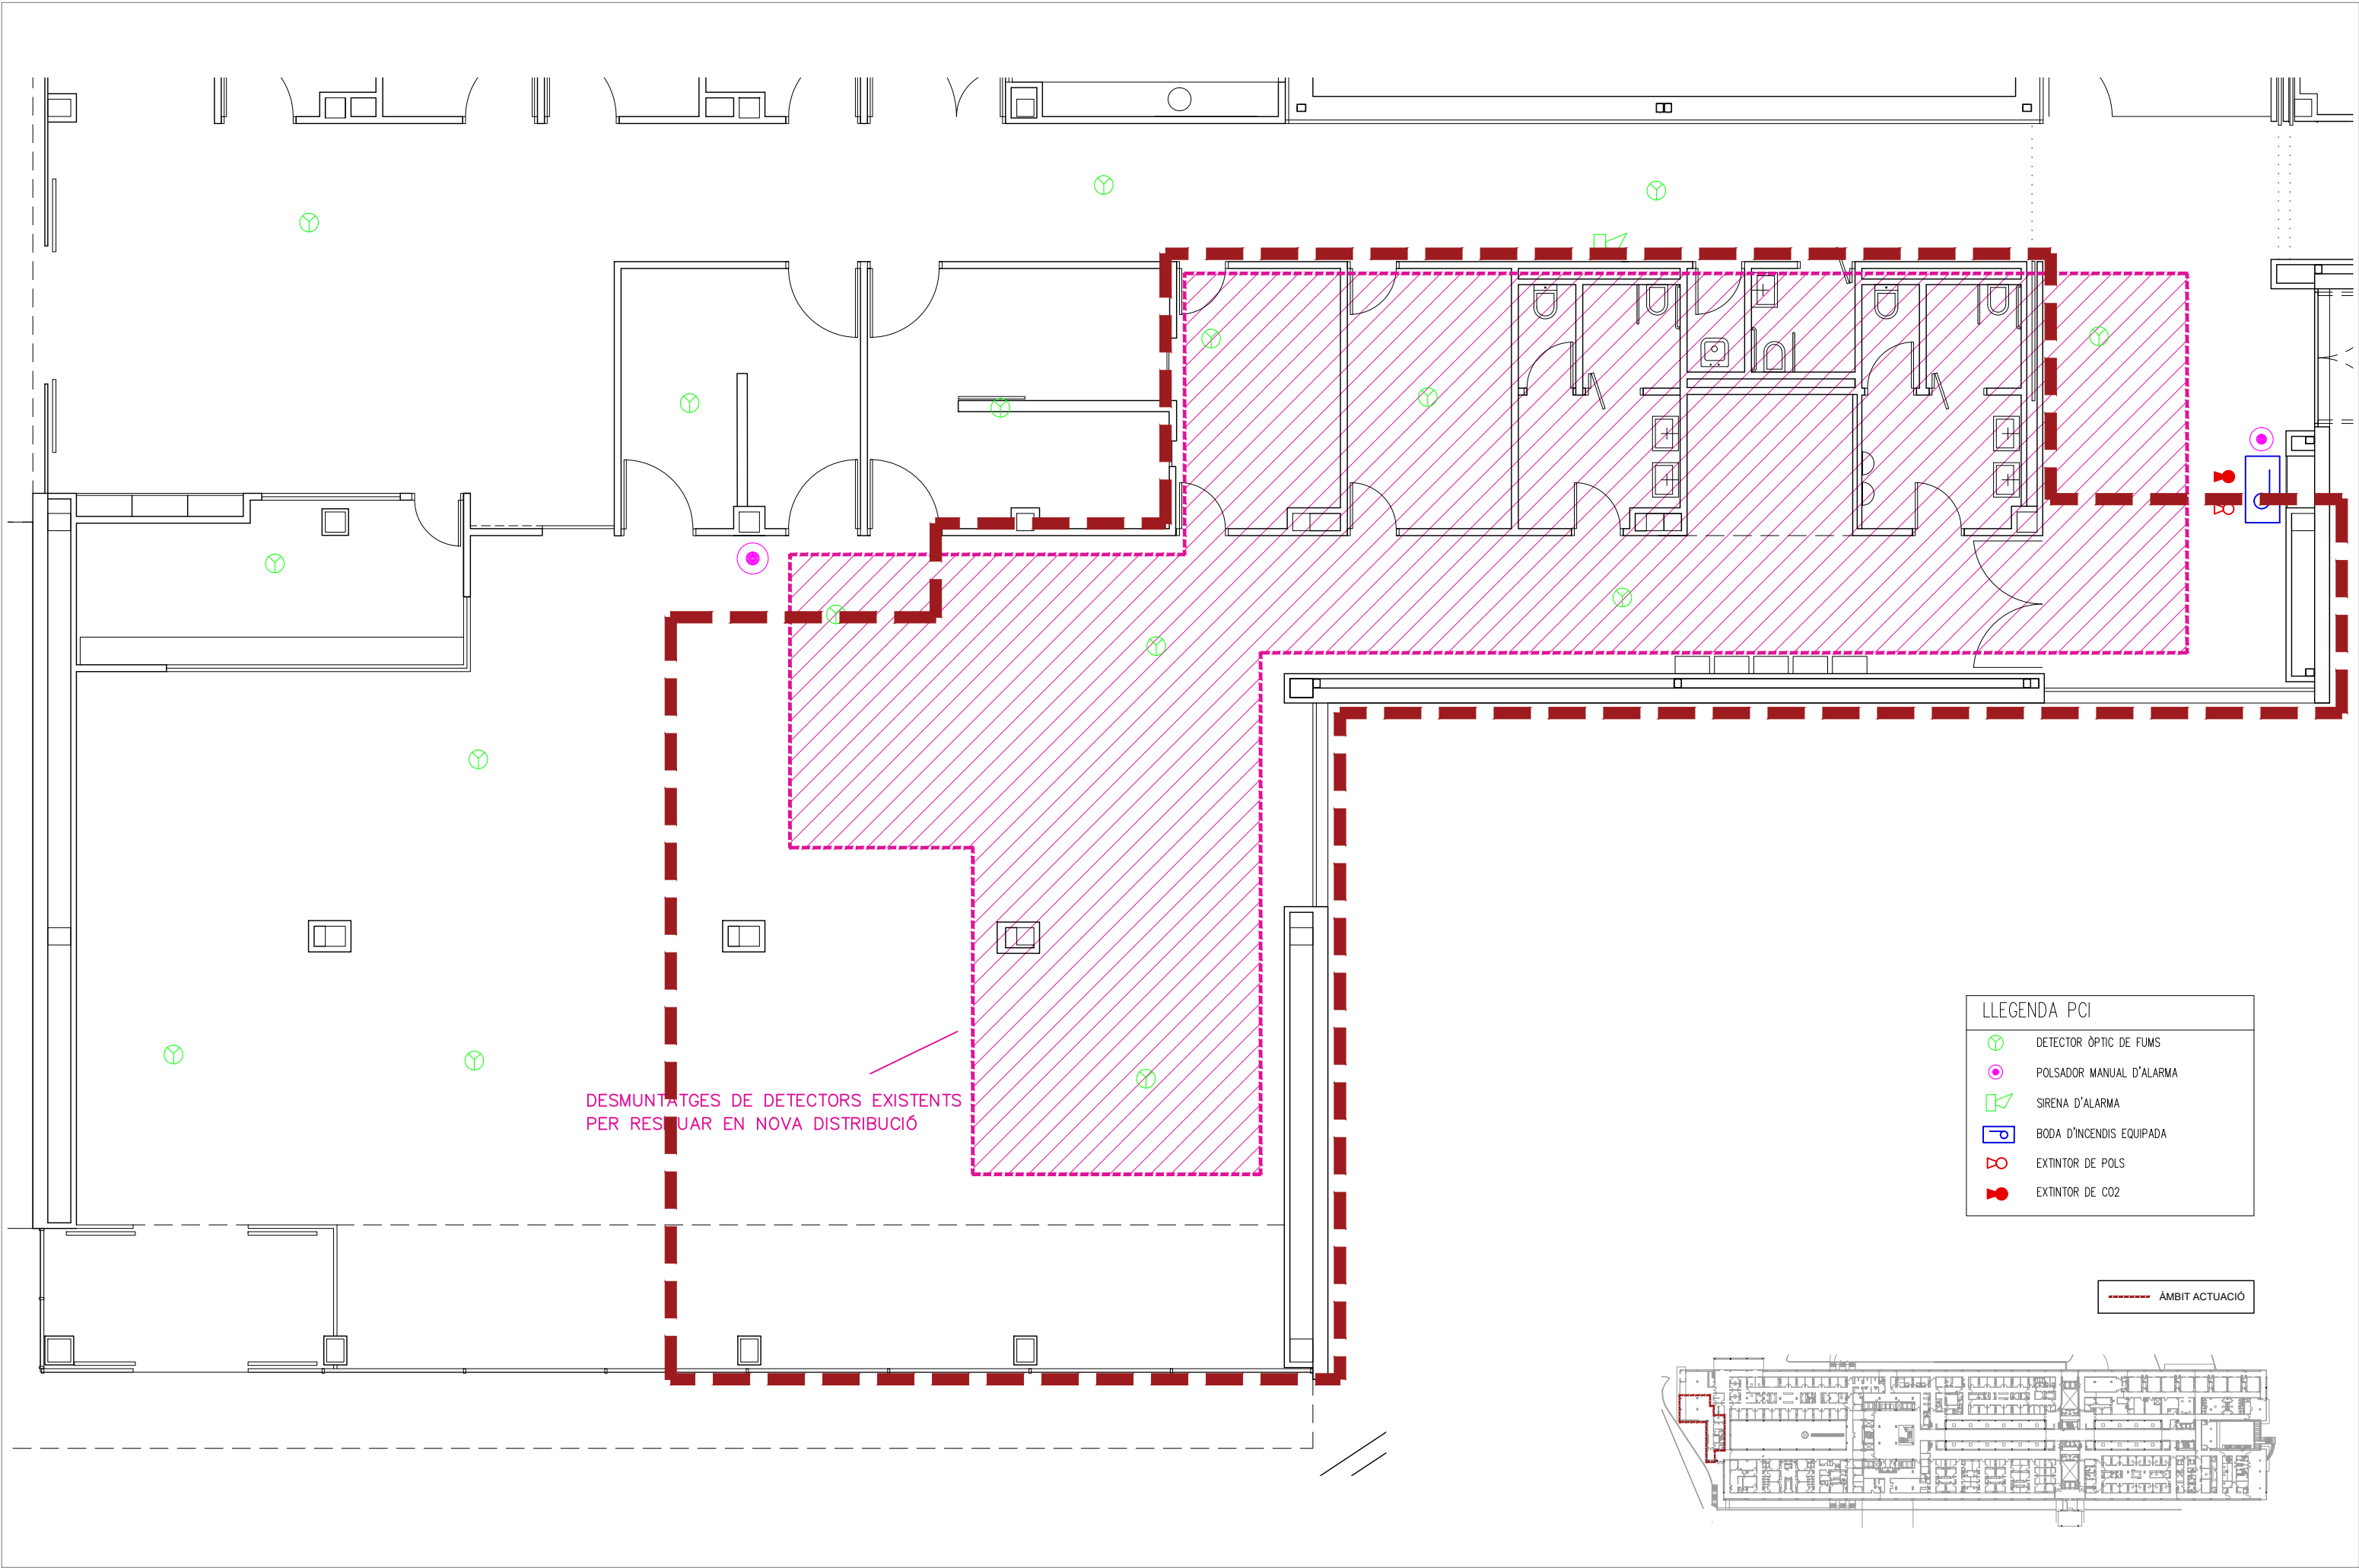 DESMUNTATGES DE DETECTORS EXISTENTS
PER RESITUAR EN NOVA DISTRIBUCIÓ
LLEGENDA PCI
DETECTOR ÒPTIC DE FUMS
POLSADOR MANUAL D'ALARMA
SIRENA D'ALARMA
BODA D'INCENDIS EQUIPADA
EXTINTOR DE POLS
EXTINTOR DE CO2
ÀMBIT ACTUACIÓ